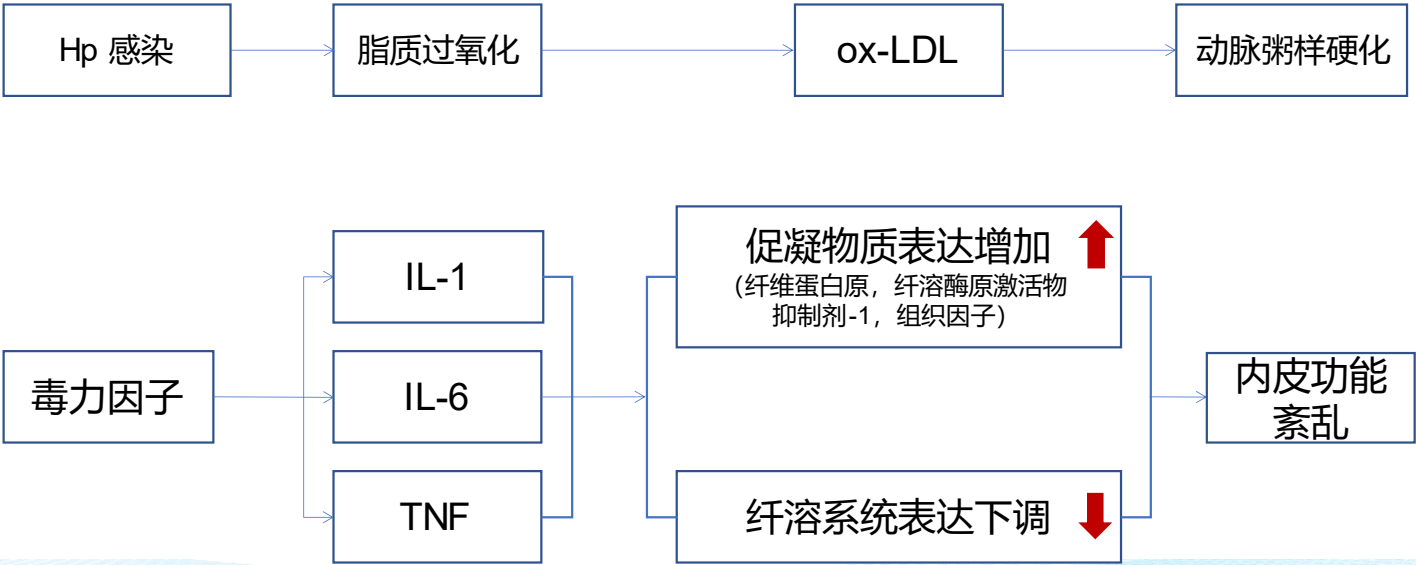 Hp 感染
脂质过氧化
ox-LDL
动脉粥样硬化
毒力因子
IL-1
IL-6
TNF
促凝物质表达增加
（纤维蛋白原，纤溶酶原激活物
抑制剂-1，组织因子）
纤溶系统表达下调
内皮功能
紊乱